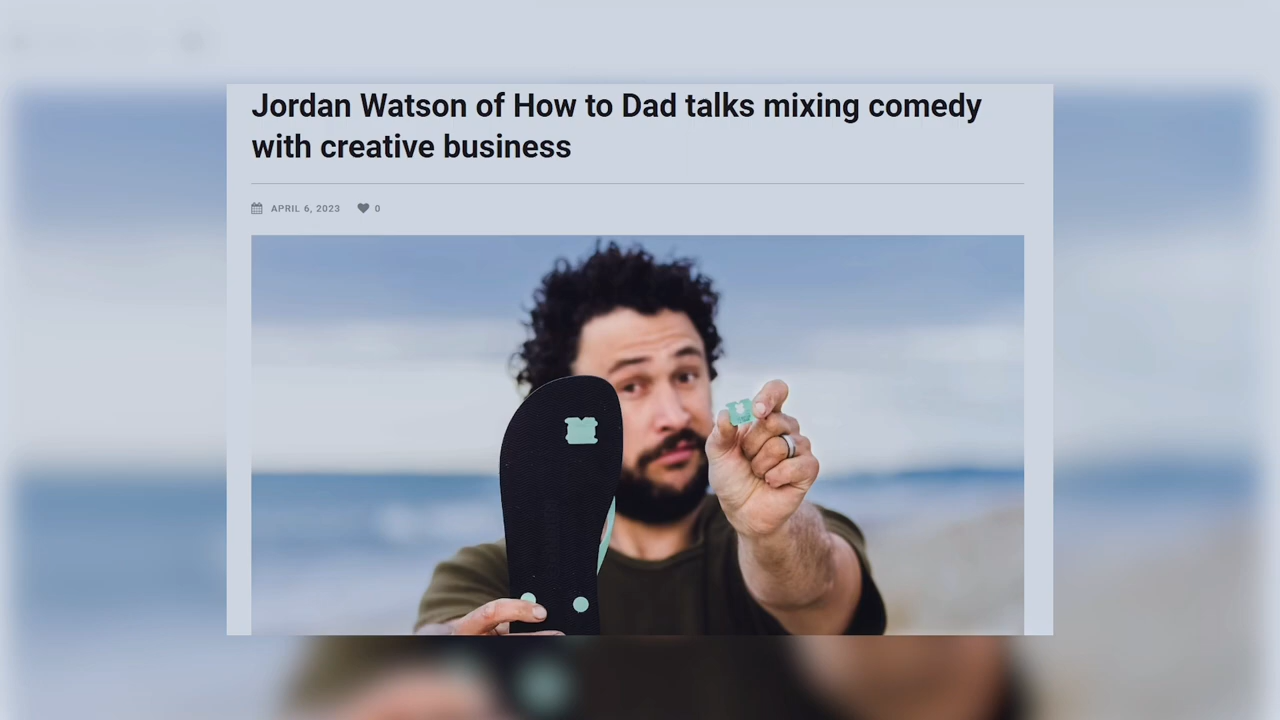 Jordan Watson of How to Dad talks mixing comedy
with creative business
APRIL 6, 2023 0